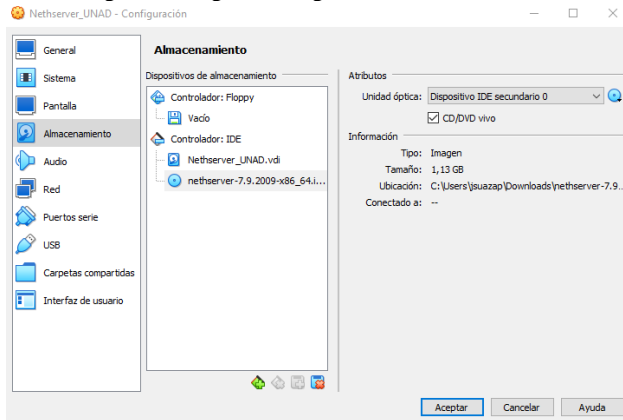 Nethserver_UNAD - Configuración
General
Sistema
Pantalla
Almacenamiento
Audio
Red
Puertos serie
USB
Carpetas compartidas
Interfaz de usuario
Almacenamiento
Dispositivos de almacenamiento
Controlador: Floppy
Vacío
Controlador: IDE
Nethserver_UNAD.vdi
nethserver-7.9.2009-x86_64.i...
Atributos
Unidad óptica: Dispositivo IDE secundario 0
CD/DVD vivo
Información
Tipo: Imagen
Tamaño: 1,13 GB
Ubicación: C:\Users\jsuazap\Downloads\nethserver-7.9...
Conectado a: --
Aceptar Cancelar Ayuda